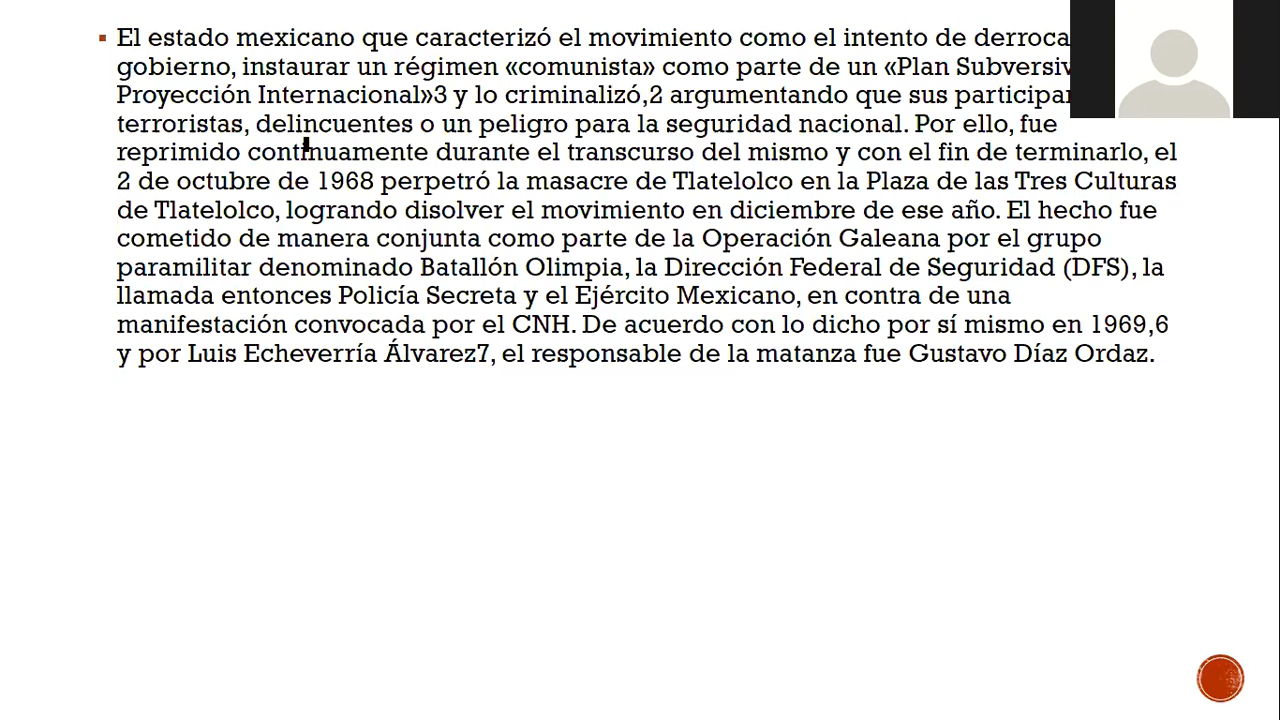 El estado mexicano que caracterizó el movimiento como el intento de
gobierno, instaurar un régimen «comunista» como parte de un «Plan
Proyección Internacional»3 y lo criminalizó,2 argumentando que sus
terroristas, delincuentes o un peligro para la seguridad nacional. Por ello, fue
reprimido continuamente durante el transcurso del mismo y con el fin de terminarlo, el
2 de octubre de 1968 perpetró la masacre de Tlatelolco en la Plaza de las Tres Culturas
de Tlatelolco, logrando disolver el movimiento en diciembre de ese año. El hecho fue
cometido de manera conjunta como parte de la Operación Galeana por el grupo
paramilitar denominado Batallón Olimpia, la Dirección Federal de Seguridad (DFS), la
llamada entonces Policía Secreta y el Ejército Mexicano, en contra de una
manifestación convocada por el CNH. De acuerdo con lo dicho por sí mismo en 1969,6
y por Luis Echeverría Álvarez7, el responsable de la matanza fue Gustavo Díaz Ordaz.